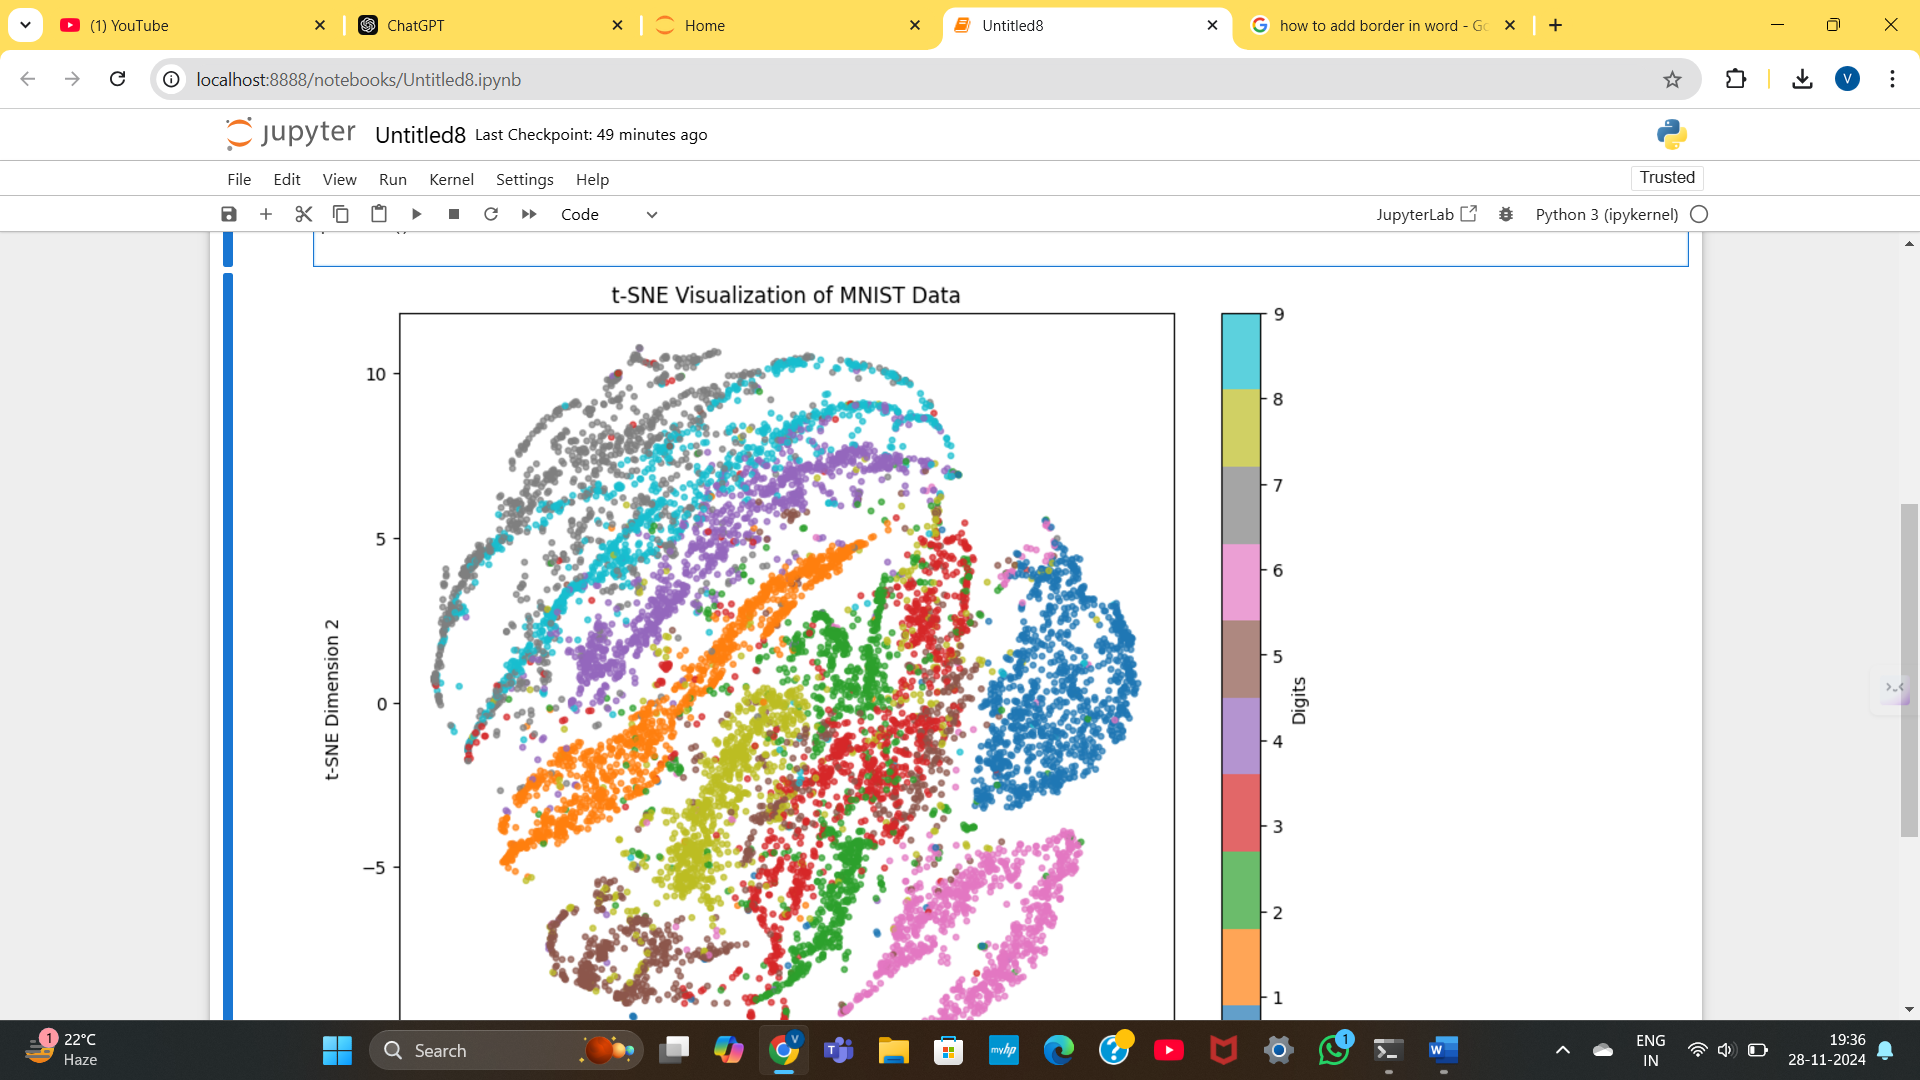 (1) YouTube
ChatGPT
Home
Untitled8
how to add border in word - Go
localhost:8888/notebooks/Untitled8.ipynb
V
jupyter Untitled8 Last Checkpoint: 49 minutes ago
File Edit View Run Kernel Settings Help
Trusted
Code
JupyterLab
Python 3 (ipykernel)
t-SNE Visualization of MNIST Data
10
5
0
−5
t-SNE Dimension 2
9
8
7
6
5
4
3
2
1
Digits
1
22°C
Haze
Search
V
myhp
1
W
ENG
IN
19:36
28-11-2024